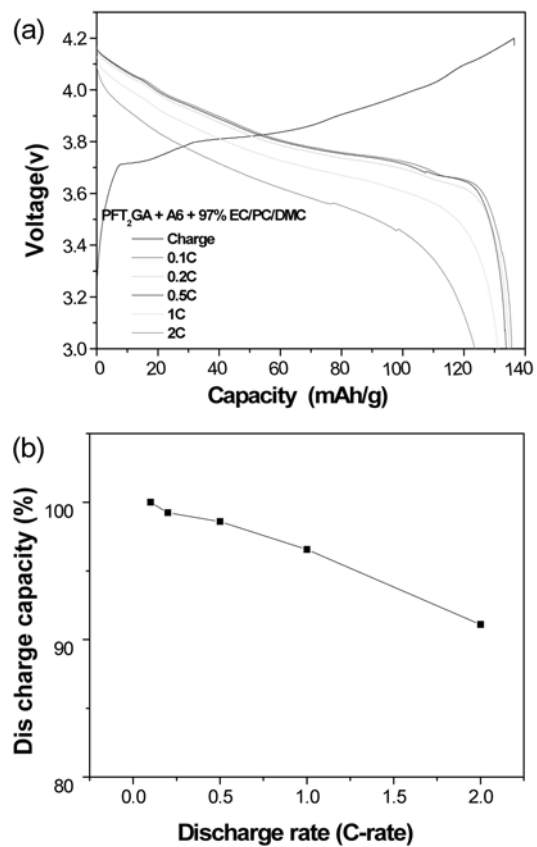 (a)
4.2
4.0
3.8
3.6
3.4
3.2
3.0
Voltage(v)
PFT₂GA + A6 + 97% EC/PC/DMC
Charge
0.1C
0.2C
0.5C
1C
2C
0 20 40 60 80 100 120 140
Capacity (mAh/g)
(b)
100
90
80
Dis charge capacity (%)
0.0 0.5 1.0 1.5 2.0
Discharge rate (C-rate)